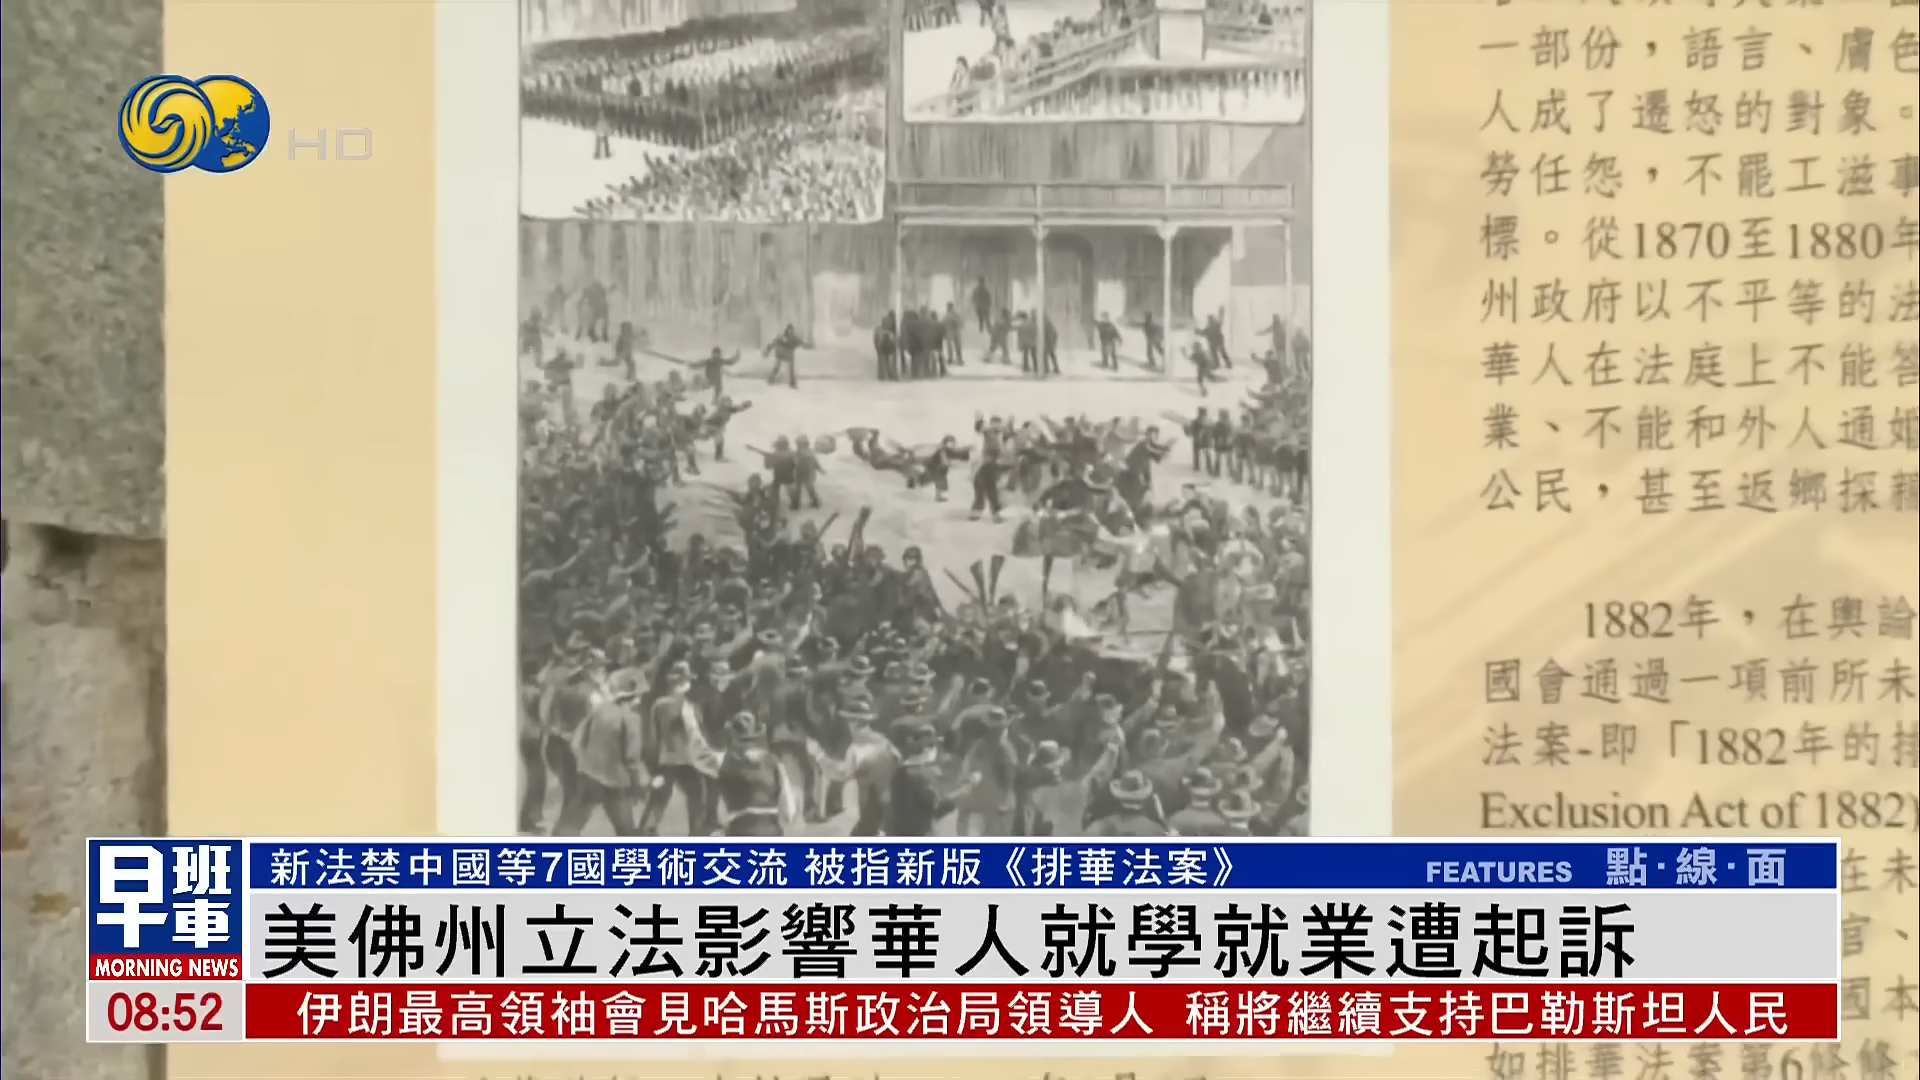 HD
一部份，語言、膚色
人成了遷怒的對象。
勞任怨，不罷工滋事
標。從1870至1880年
州政府以不平等的法
華人在法庭上不能答
業、不能和外人通婚
公民，甚至返鄉探親
1882年，在輿論
國會通過一項前所未
法案-即「1882年的排
Exclusion Act of 1882)
在未
官、
國本
如排華法案第6條條
早班車
MORNING NEWS
08:52
新法禁中國等7國學術交流 被指新版《排華法案》
FEATURES 點·線·面
美佛州立法影響華人就學就業遭起訴
伊朗最高領袖會見哈馬斯政治局領導人 稱將繼續支持巴勒斯坦人民